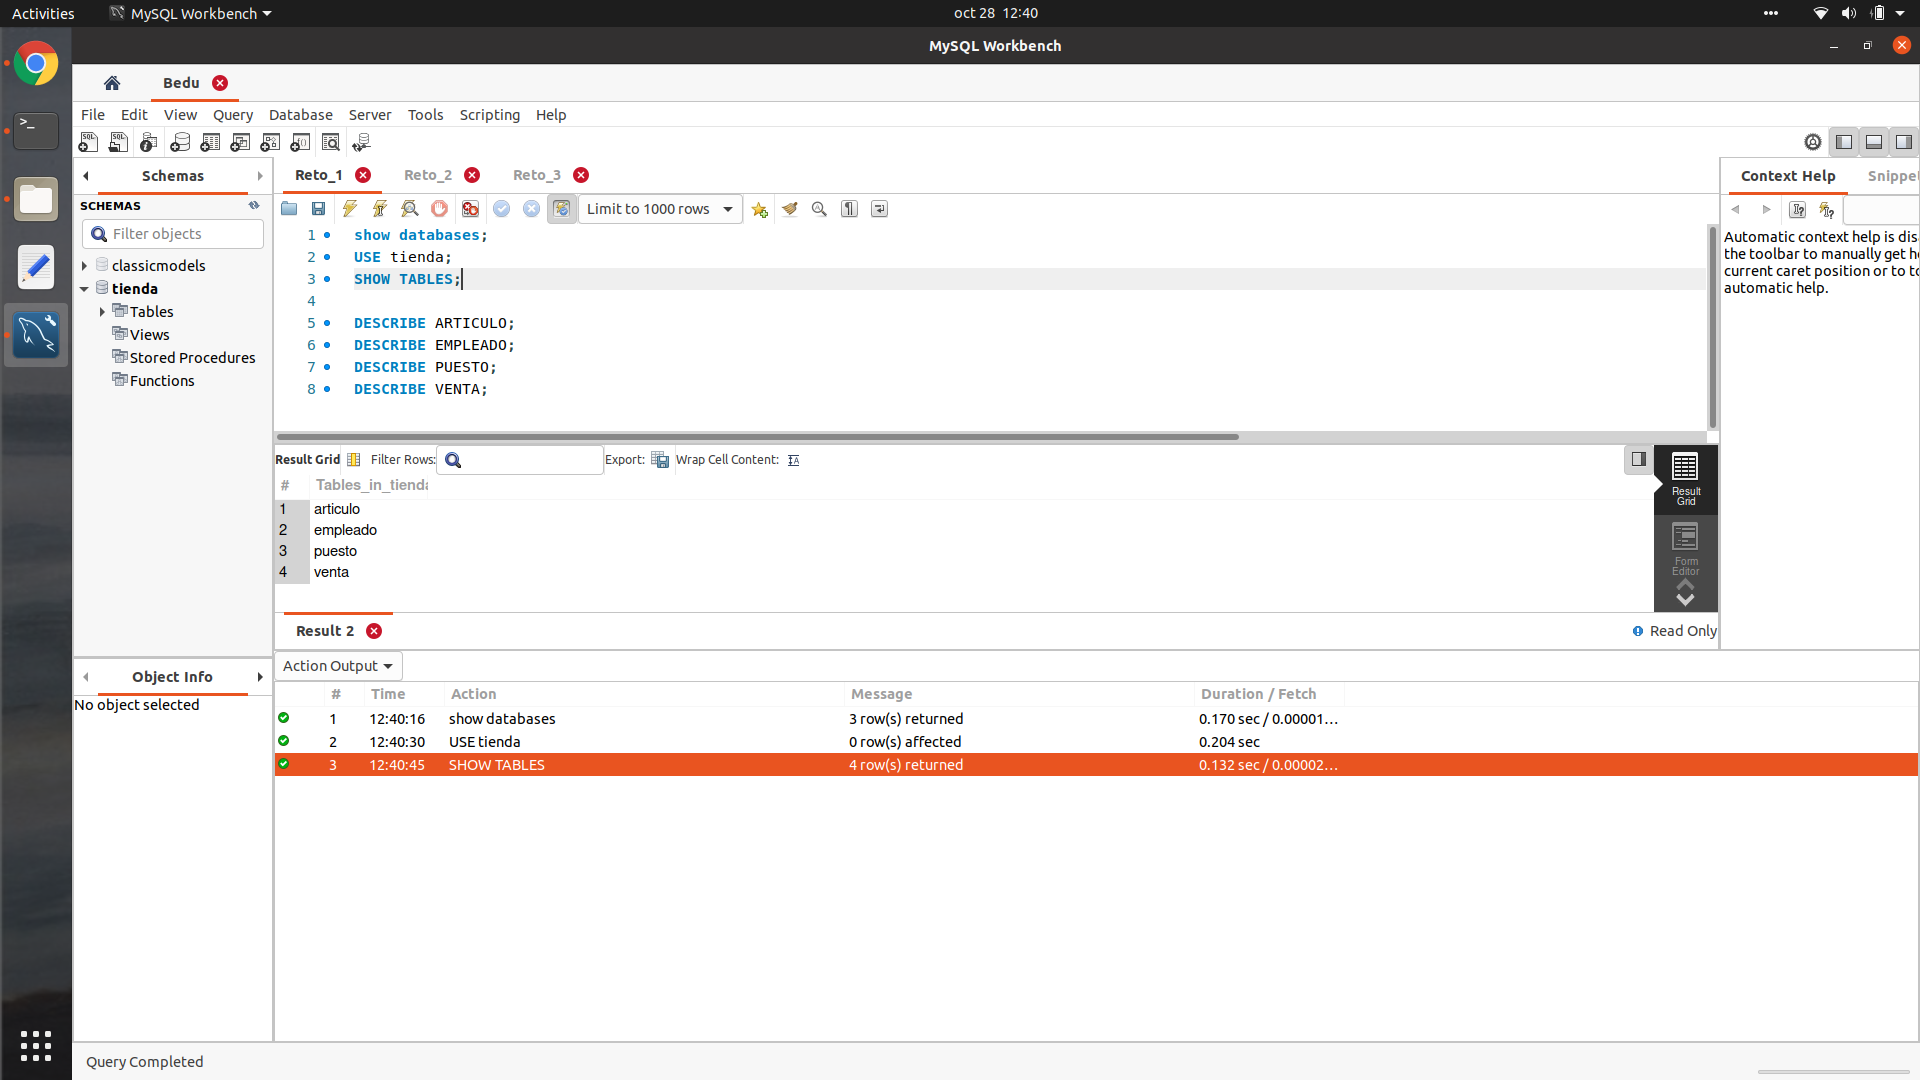 Activities MySQL Workbench oct 28 12:40
MySQL Workbench
Bedu
File Edit View Query Database Server Tools Scripting Help
Schemas
SCHEMAS
Filter objects
classicmodels
tienda
Tables
Views
Stored Procedures
Functions
Reto_1 Reto_2 Reto_3
Limit to 1000 rows
1 show databases;
2 USE tienda;
3 SHOW TABLES;
4
5 DESCRIBE ARTICULO;
6 DESCRIBE EMPLEADO;
7 DESCRIBE PUESTO;
8 DESCRIBE VENTA;
Context Help Snippet
Automatic context help is dis
the toolbar to manually get h
current caret position or to to
automatic help.
Result Grid Filter Rows: Export: Wrap Cell Content:
# Tables_in_tienda
1 articulo
2 empleado
3 puesto
4 venta
Result
Grid
Form
Editor
Result 2 Read Only
Object Info
No object selected
Action Output
# Time Action Message Duration / Fetch
1 12:40:16 show databases 3 row(s) returned 0.170 sec / 0.00001...
2 12:40:30 USE tienda 0 row(s) affected 0.204 sec
3 12:40:45 SHOW TABLES 4 row(s) returned 0.132 sec / 0.00002...
Query Completed